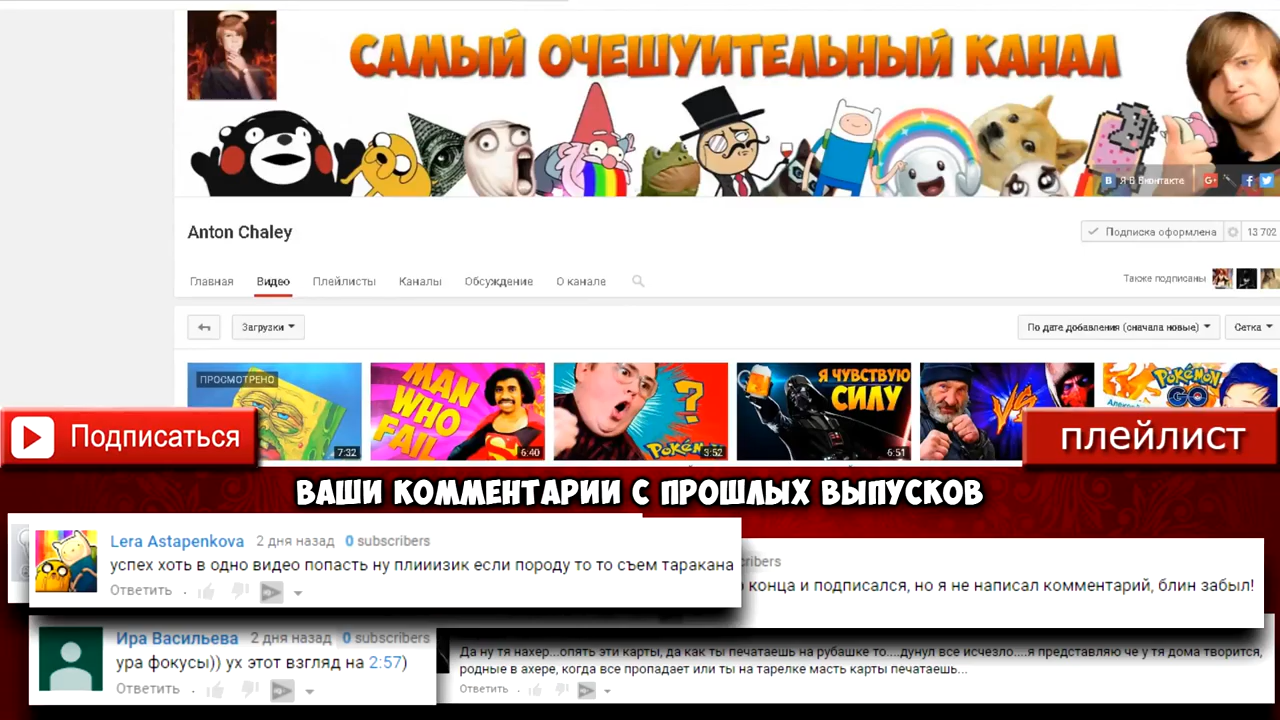 САМЫЙ ОЧЕШУИТЕЛЬНЫЙ КАНАЛ
Я В Вконтакте
Anton Chaley
Подписка оформлена
13 702
Главная Видео Плейлисты Каналы Обсуждение О канале
Также подписаны
Загрузки
По дате добавления (сначала новые)
Сетка
ПРОСМОТРЕНО
7:32
MAN WHO FAIL
6:40
?
Pokémon
3:52
Я ЧУВСТВУЮ
СИЛУ
6:51
VS
POKÉMON
GO
Подписаться
плейлист
ВАШИ КОММЕНТАРИИ С ПРОШЛЫХ ВЫПУСКОВ
Lera Astapenkova 2 дня назад 0 subscribers
успех хоть в одно видео попасть ну плииизик если породу то то съем таракана
Ответить
конца и подписался, но я не написал комментарий, блин забыл!
Ира Васильева 2 дня назад 0 subscribers
ура фокусы)) ух этот взгляд на 2:57)
Ответить
Да ну тя нахер...опять эти карты, да как ты печатаешь на рубашке то....дунул все исчезло....я представляю че у тя дома творится,
родные в ахере, когда все пропадает или ты на тарелке масть карты печатаешь...
Ответить